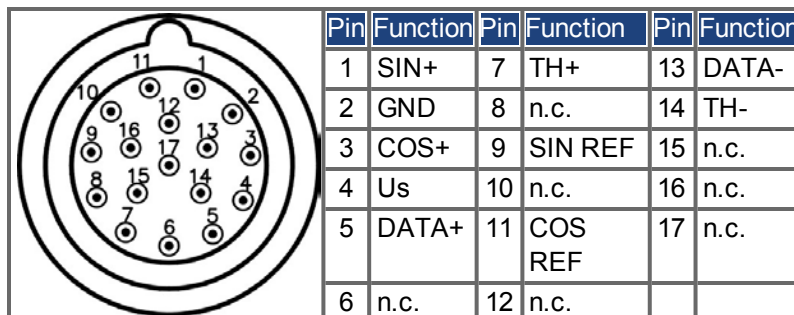 Pin Function Pin Function Pin Function
1 SIN+ 7 TH+ 13 DATA-
2 GND 8 n.c. 14 TH-
3 COS+ 9 SIN REF 15 n.c.
4 Us 10 n.c. 16 n.c.
5 DATA+ 11 COS REF 17 n.c.
6 n.c. 12 n.c.
11 1
10 12 2
9 16 13 3
17
8 15 14 4
7 6 5